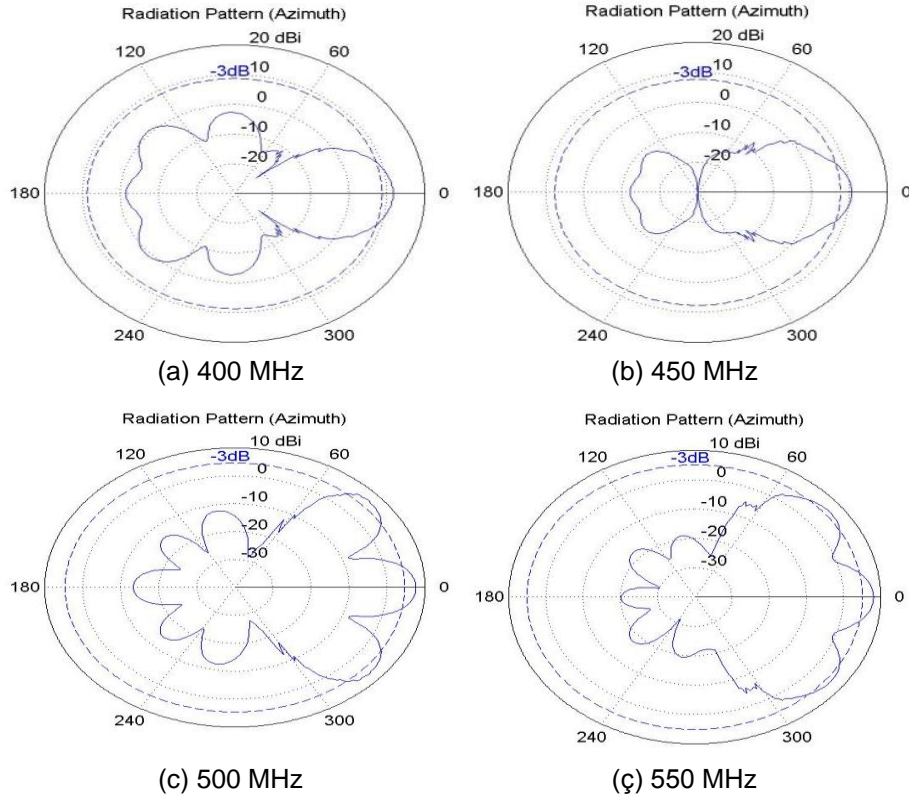 Radiation Pattern (Azimuth)
20 dBi
120
60
-3dB
10
0
-10
-20
180
0
240
300
(a) 400 MHz
Radiation Pattern (Azimuth)
20 dBi
120
60
-3dB
10
0
-10
-20
180
0
240
300
(b) 450 MHz
Radiation Pattern (Azimuth)
10 dBi
120
60
-3dB
0
-10
-20
-30
180
0
240
300
(c) 500 MHz
Radiation Pattern (Azimuth)
10 dBi
120
60
-3dB
0
-10
-20
-30
180
0
240
300
(ç) 550 MHz